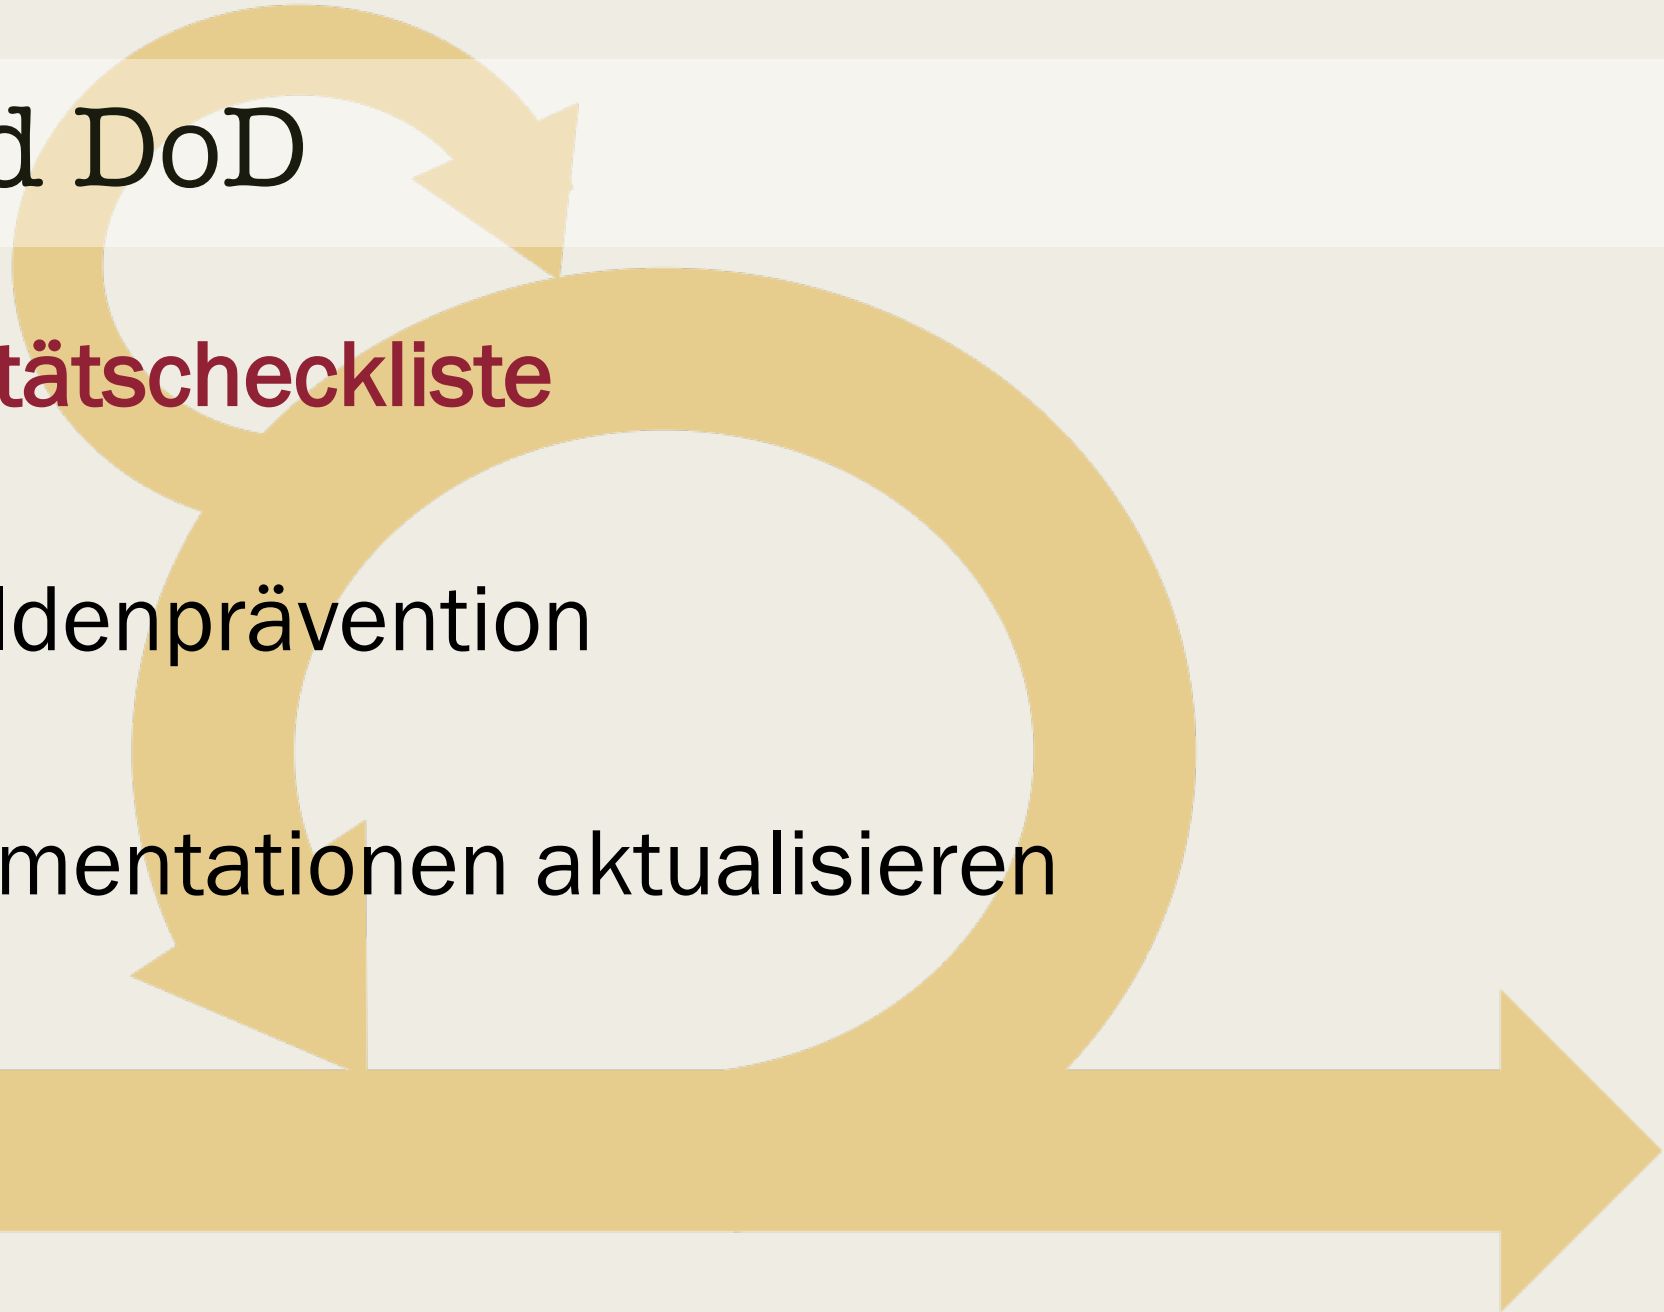 d DoD
tätscheckliste
ldenprävention
mentationen aktualisieren